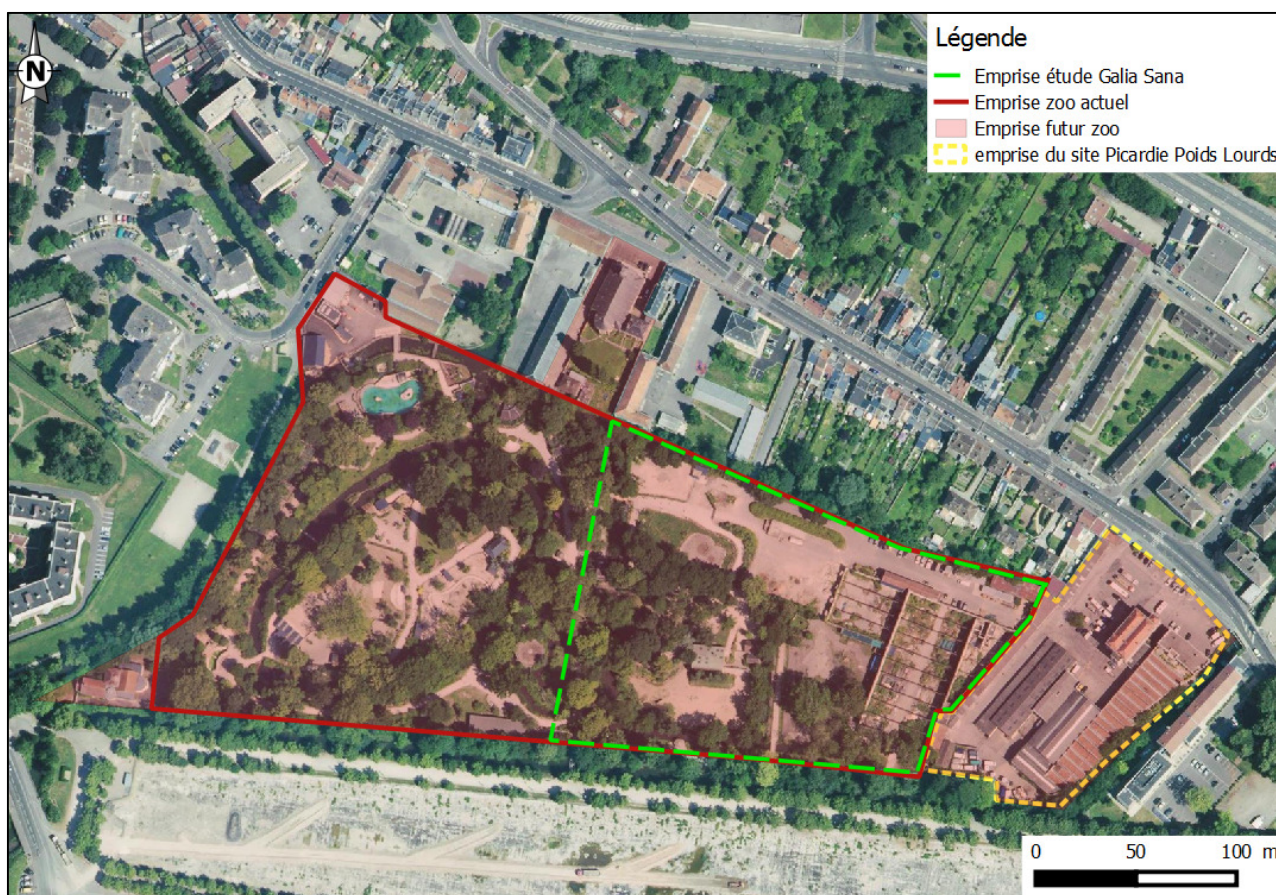 N
Légende
Emprise étude Galia Sana
Emprise zoo actuel
Emprise futur zoo
emprise du site Picardie Poids Lourds
0 50 100 m